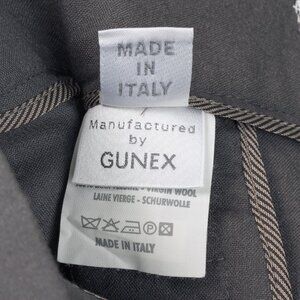 MADE
IN
ITALY
Manufactured
by
GUNEX
VIRGIN WOOL
LAINE VIERGE - SCHURWOLLE
MADE IN ITALY